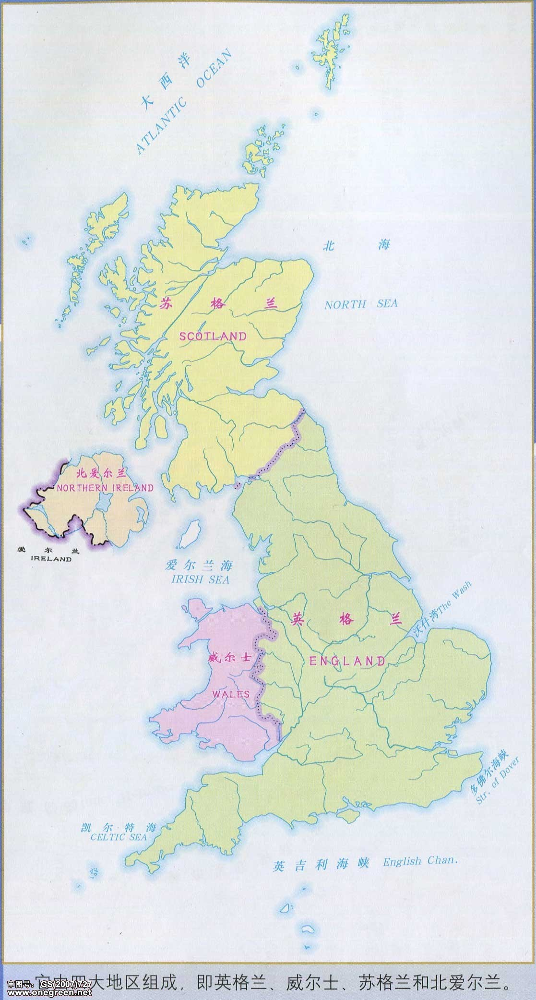 大西洋
ATLANTIC OCEAN
北海
NORTH SEA
苏格兰
SCOTLAND
北爱尔兰
NORTHERN IRELAND
爱尔兰
IRELAND
爱尔兰海
IRISH SEA
沃什湾The Wash
英格兰
ENGLAND
威尔士
WALES
多佛尔海峡
Str. of Dover
凯尔特海
CELTIC SEA
英吉利海峡 English Chan.
大地区组成，即英格兰、威尔士、苏格兰和北爱尔兰。
审图号：GS(2007)727
www.onegreen.net